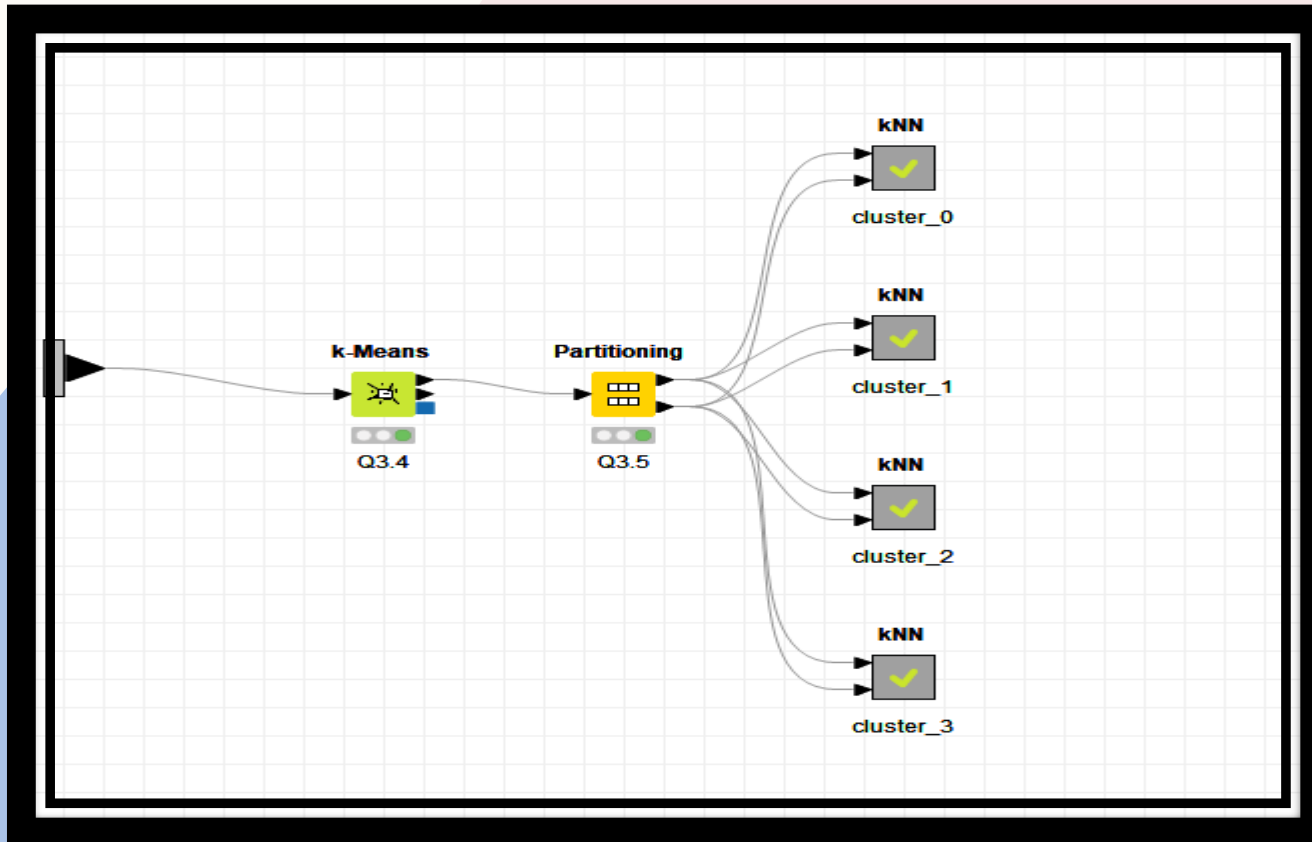 kNN
cluster_0
kNN
cluster_1
k-Means
Partitioning
Q3.4
Q3.5
kNN
cluster_2
kNN
cluster_3